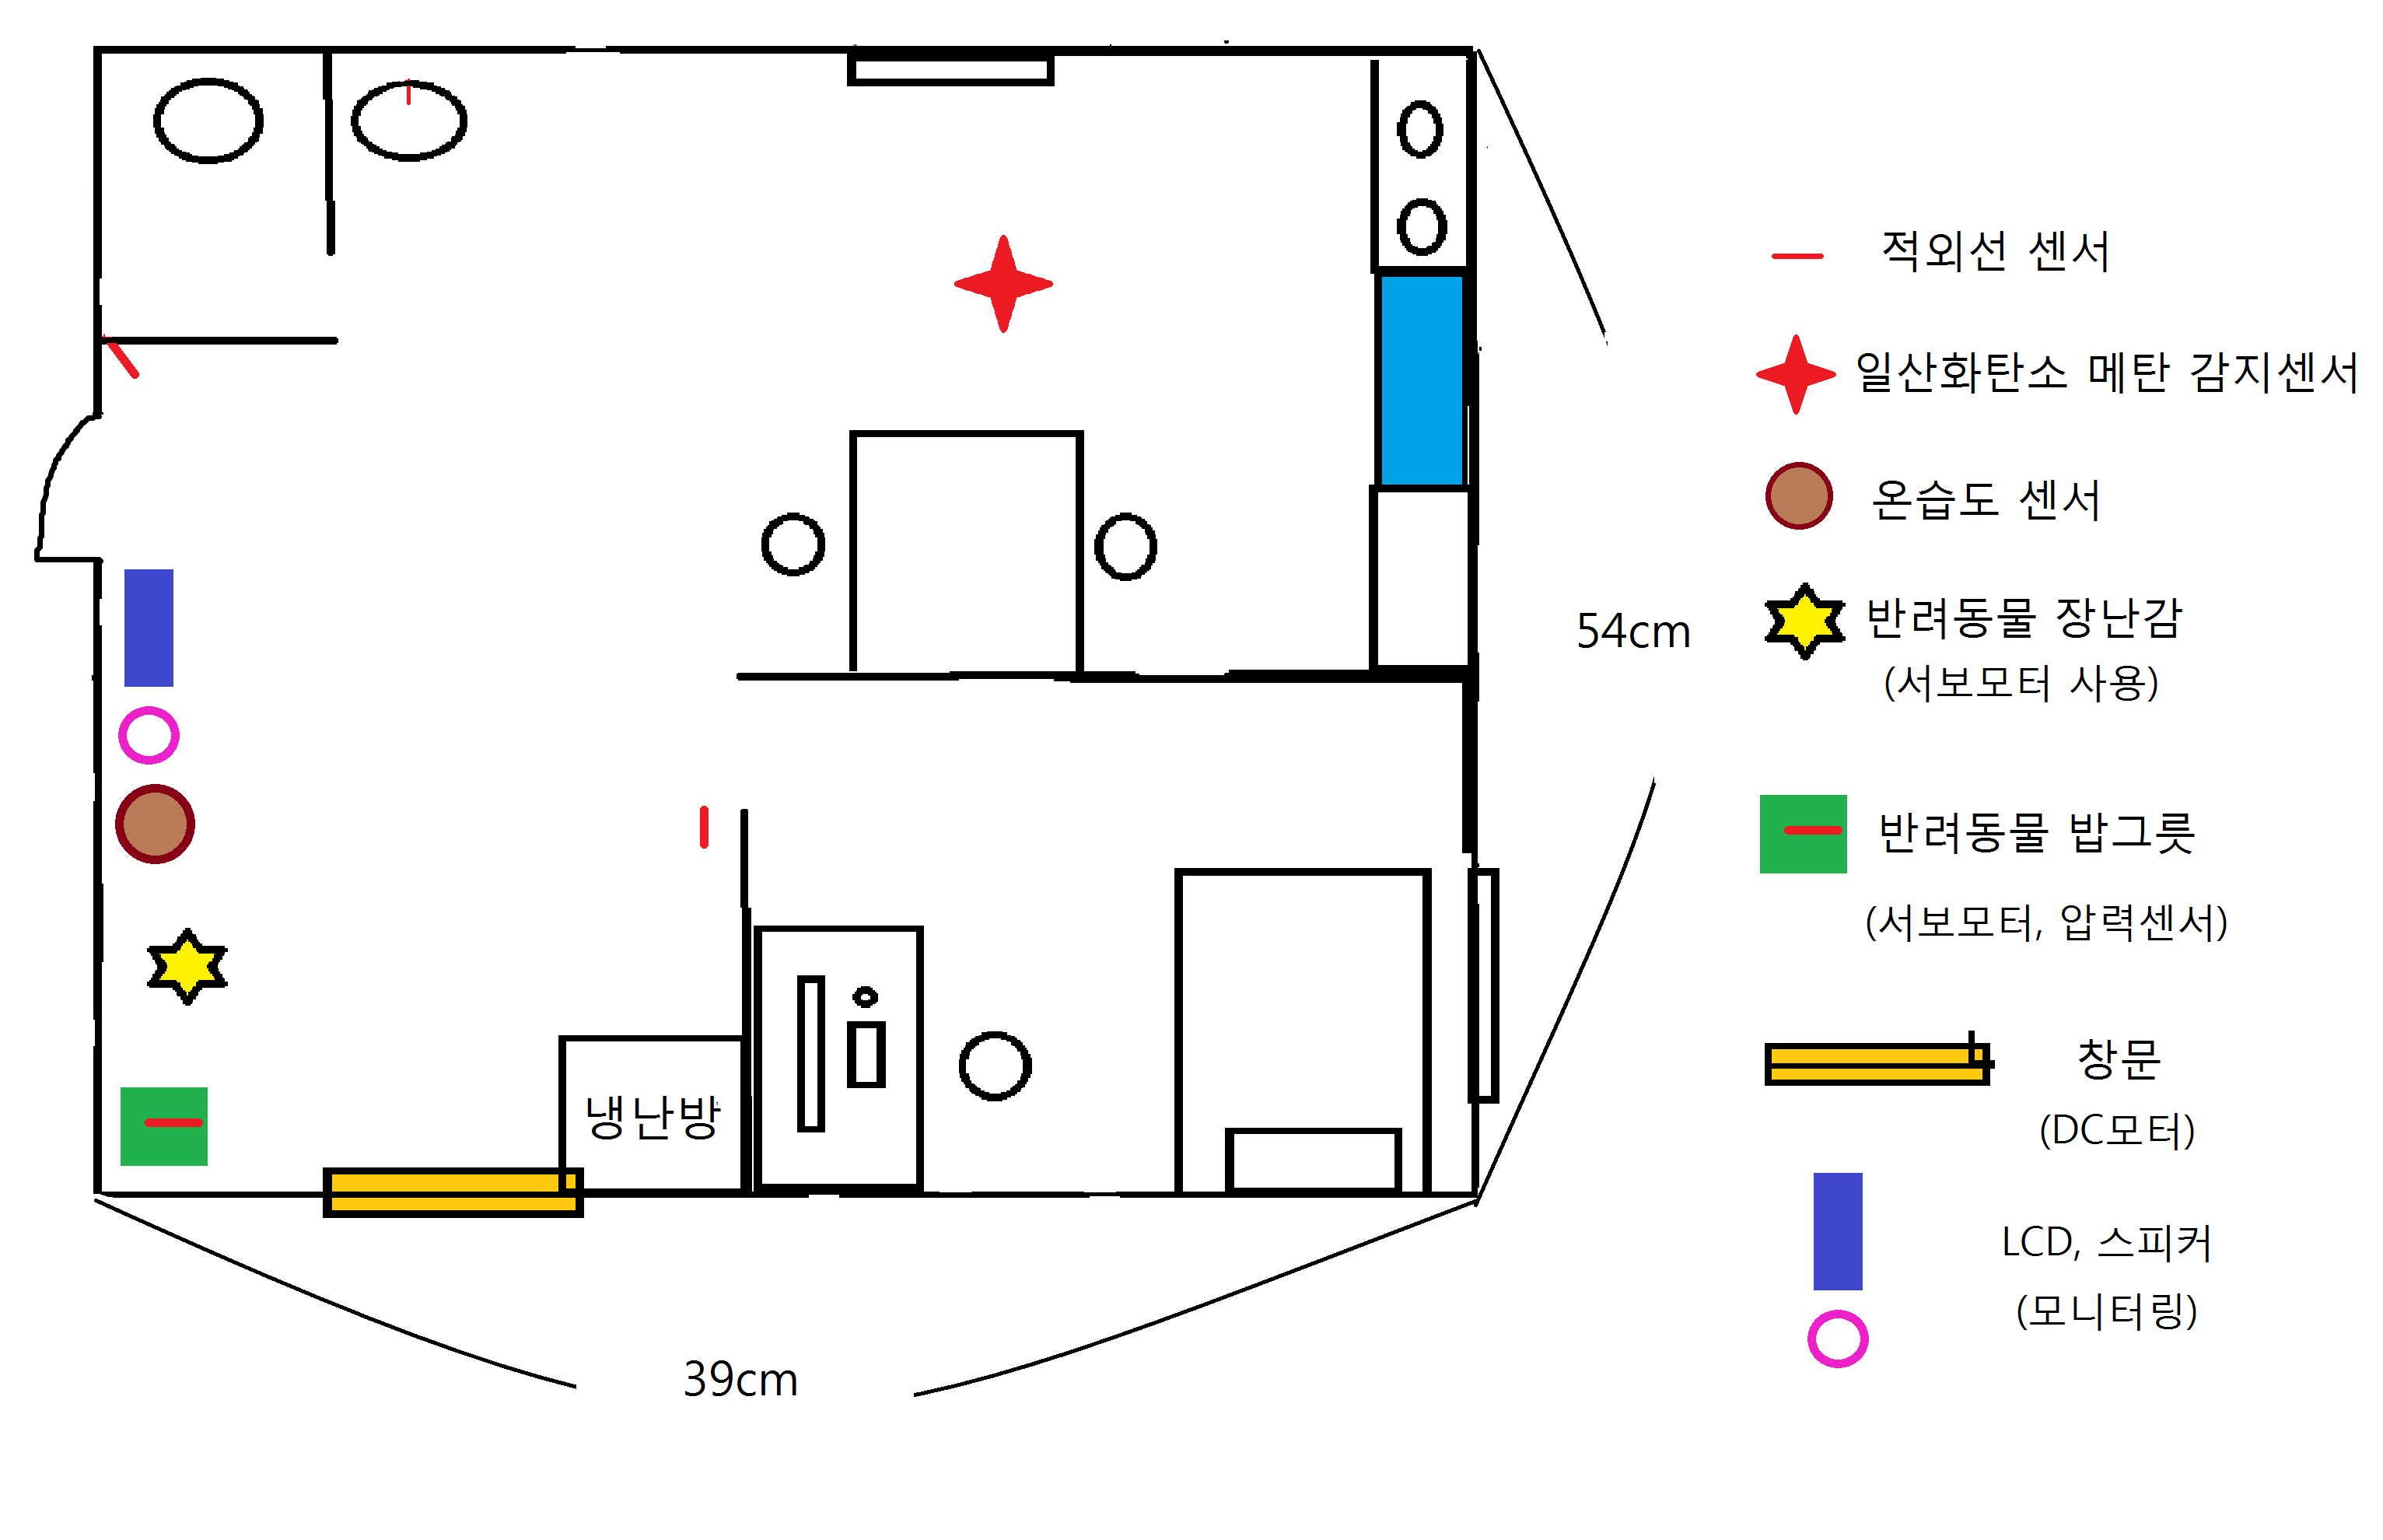 적외선 센서
일산화탄소 메탄 감지센서
온습도 센서
반려동물 장난감
(서보모터 사용)
54cm
반려동물 밥그릇
(서보모터, 압력센서)
냉난방
창문
(DC모터)
LCD, 스피커
(모니터링)
39cm